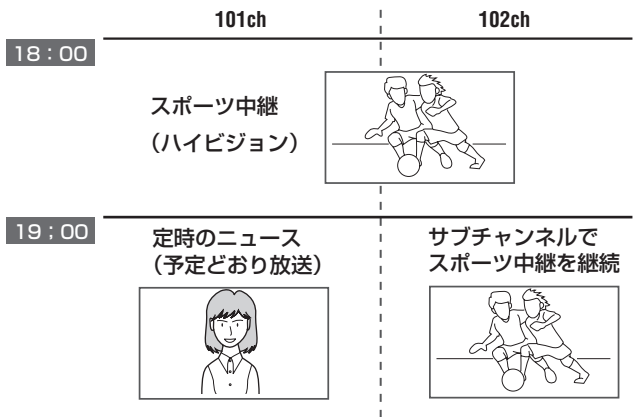 101ch
102ch
18：00
スポーツ中継
（ハイビジョン）
19；00
定時のニュース
（予定どおり放送）
サブチャンネルで
スポーツ中継を継続